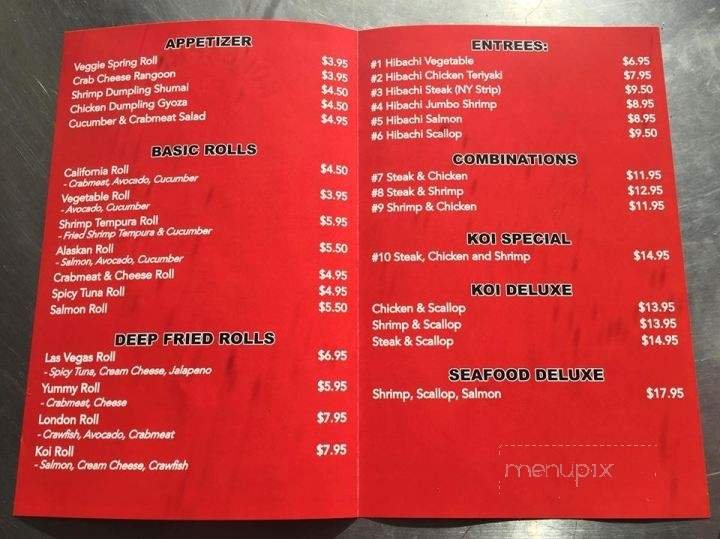 APPETIZER
Veggie Spring Roll $3.95
Crab Cheese Rangoon $3.95
Shrimp Dumpling Shumai $4.50
Chicken Dumpling Gyoza $4.50
Cucumber & Crabmeat Salad $4.95
BASIC ROLLS
California Roll $4.50
- Crabmeat, Avocado, Cucumber
Vegetable Roll $3.95
- Avocado, Cucumber
Shrimp Tempura Roll $5.95
- Fried Shrimp Tempura & Cucumber
Alaskan Roll $5.50
- Salmon, Avocado, Cucumber
Crabmeat & Cheese Roll $4.95
Spicy Tuna Roll $4.95
Salmon Roll $5.50
DEEP FRIED ROLLS
Las Vegas Roll $6.95
- Spicy Tuna, Cream Cheese, Jalapeno
Yummy Roll $5.95
- Crabmeat, Cheese
London Roll $7.95
- Crawfish, Avocado, Crabmeat
Koi Roll $7.95
- Salmon, Cream Cheese, Crawfish
ENTREES:
#1 Hibachi Vegetable $6.95
#2 Hibachi Chicken Teriyaki $7.95
#3 Hibachi Steak (NY Strip) $9.50
#4 Hibachi Jumbo Shrimp $8.95
#5 Hibachi Salmon $8.95
#6 Hibachi Scallop $9.50
COMBINATIONS
#7 Steak & Chicken $11.95
#8 Steak & Shrimp $12.95
#9 Shrimp & Chicken $11.95
KOI SPECIAL
#10 Steak, Chicken and Shrimp $14.95
KOI DELUXE
Chicken & Scallop $13.95
Shrimp & Scallop $13.95
Steak & Scallop $14.95
SEAFOOD DELUXE
Shrimp, Scallop, Salmon $17.95
menupix